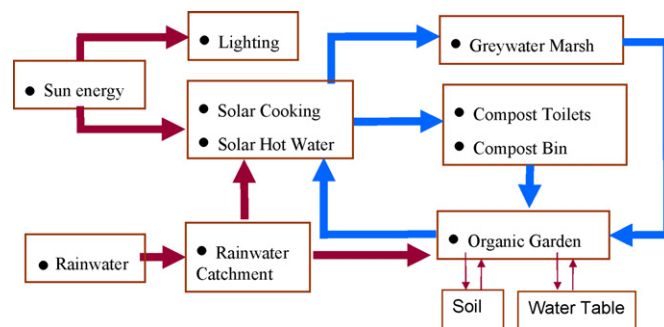 ● Lighting
● Greywater Marsh
● Sun energy
● Solar Cooking
● Solar Hot Water
● Compost Toilets
● Compost Bin
● Rainwater
● Rainwater
Catchment
● Organic Garden
Soil
Water Table